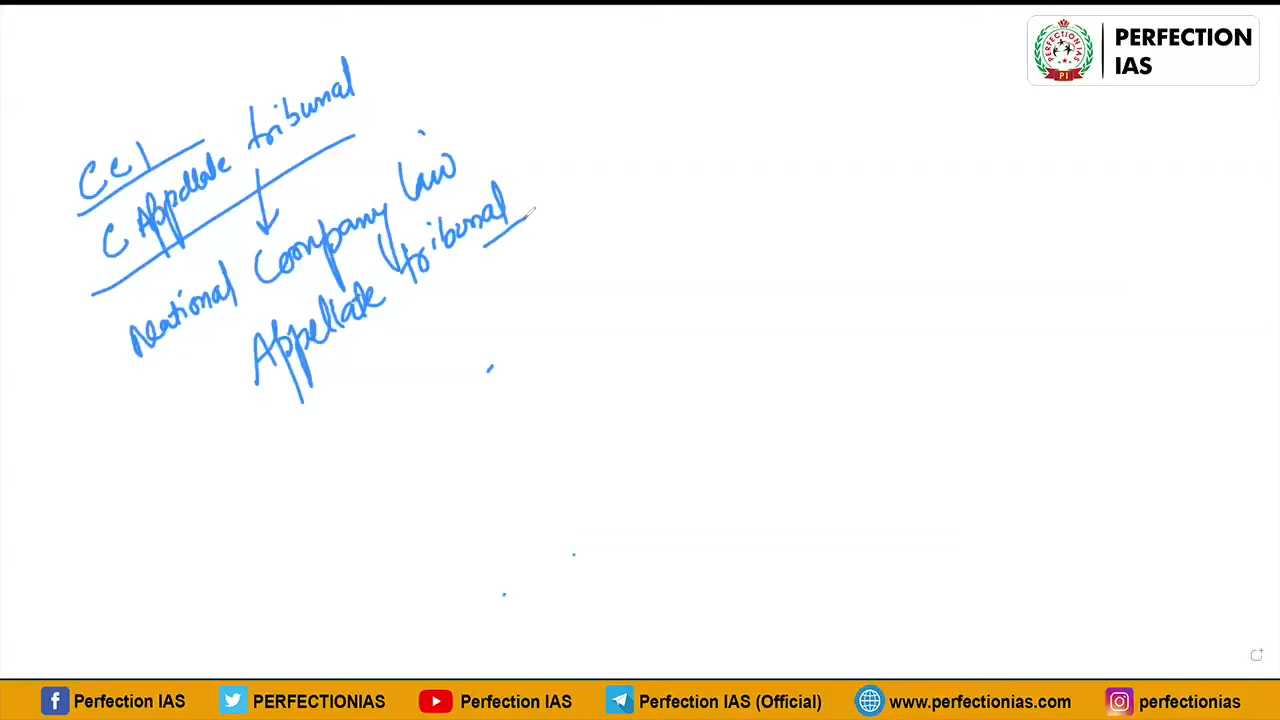 PERFECTION
IAS
CCI
C Appellate tribunal
National Company Law
Appellate tribunal
Perfection IAS
PERFECTIONIAS
Perfection IAS
Perfection IAS (Official)
www.perfectionias.com
perfectionias